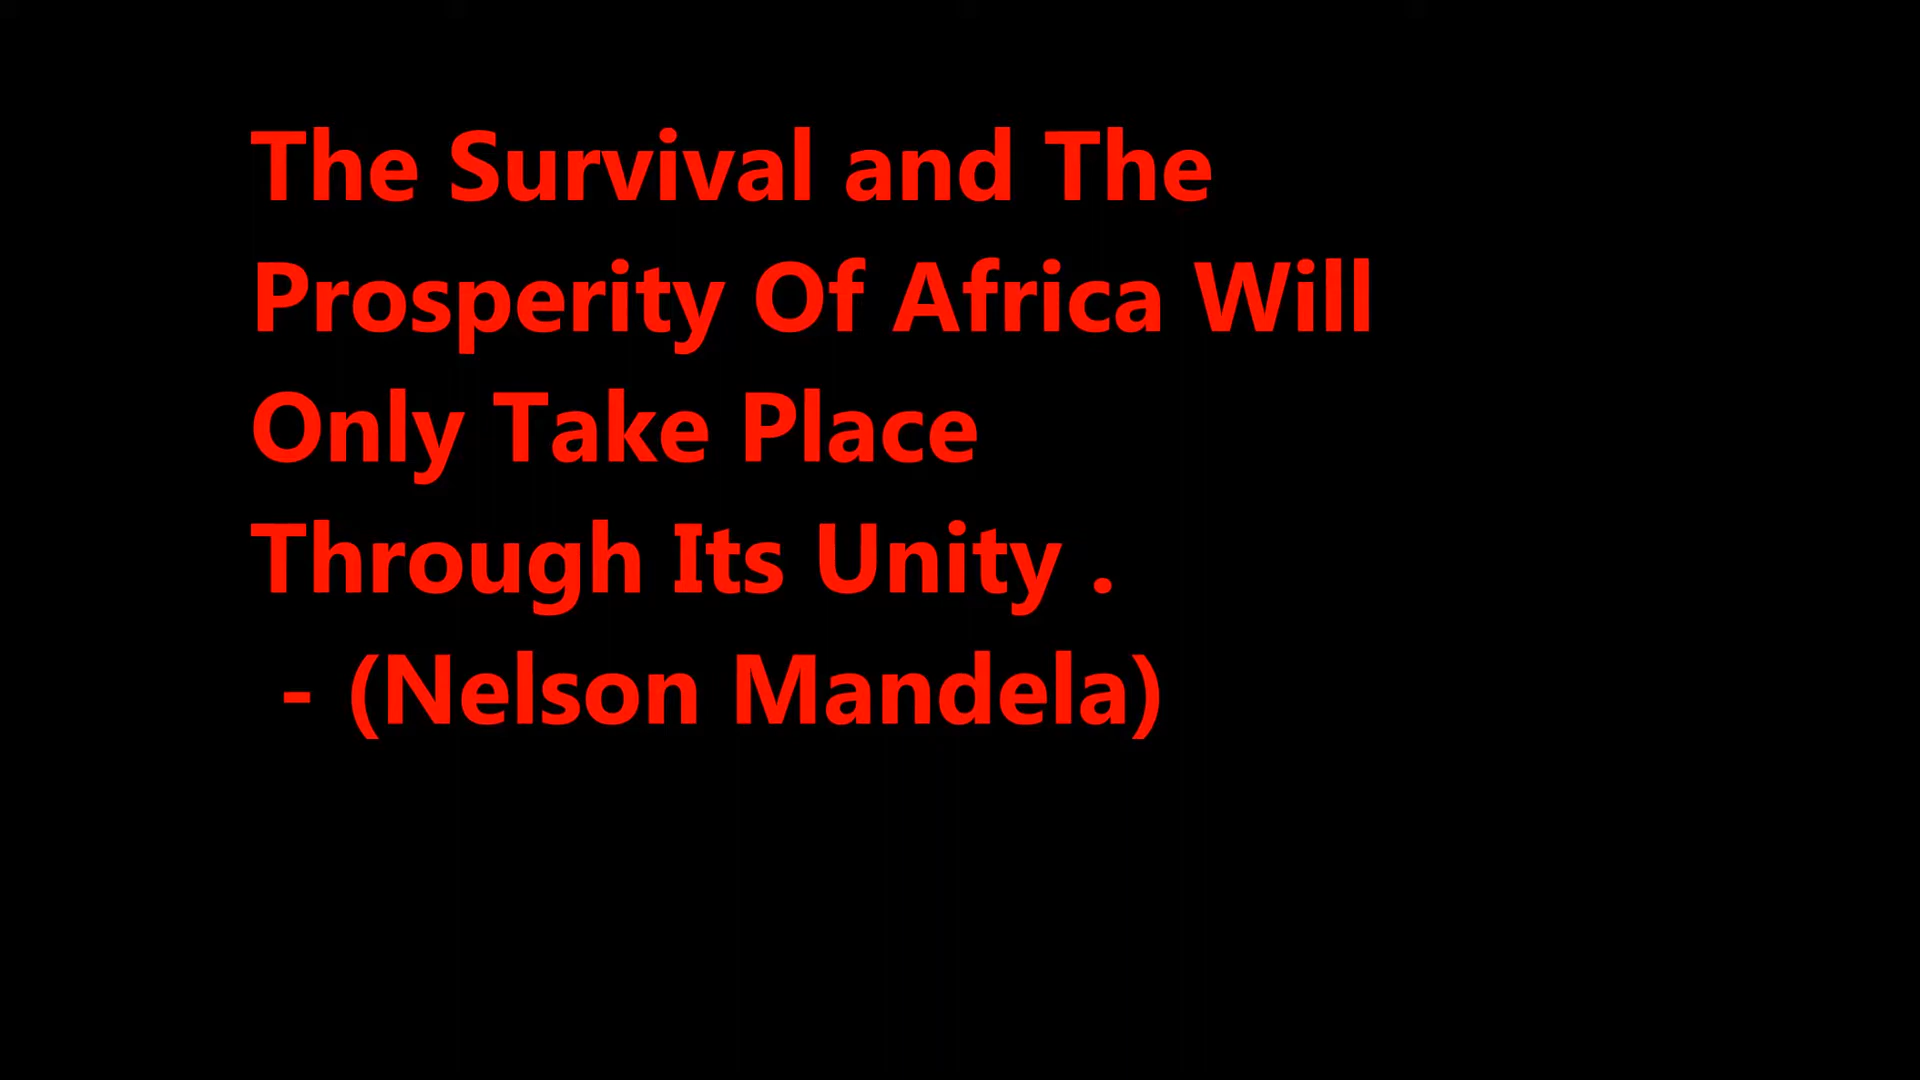 The Survival and The
Prosperity Of Africa Will
Only Take Place
Through Its Unity .
- (Nelson Mandela)